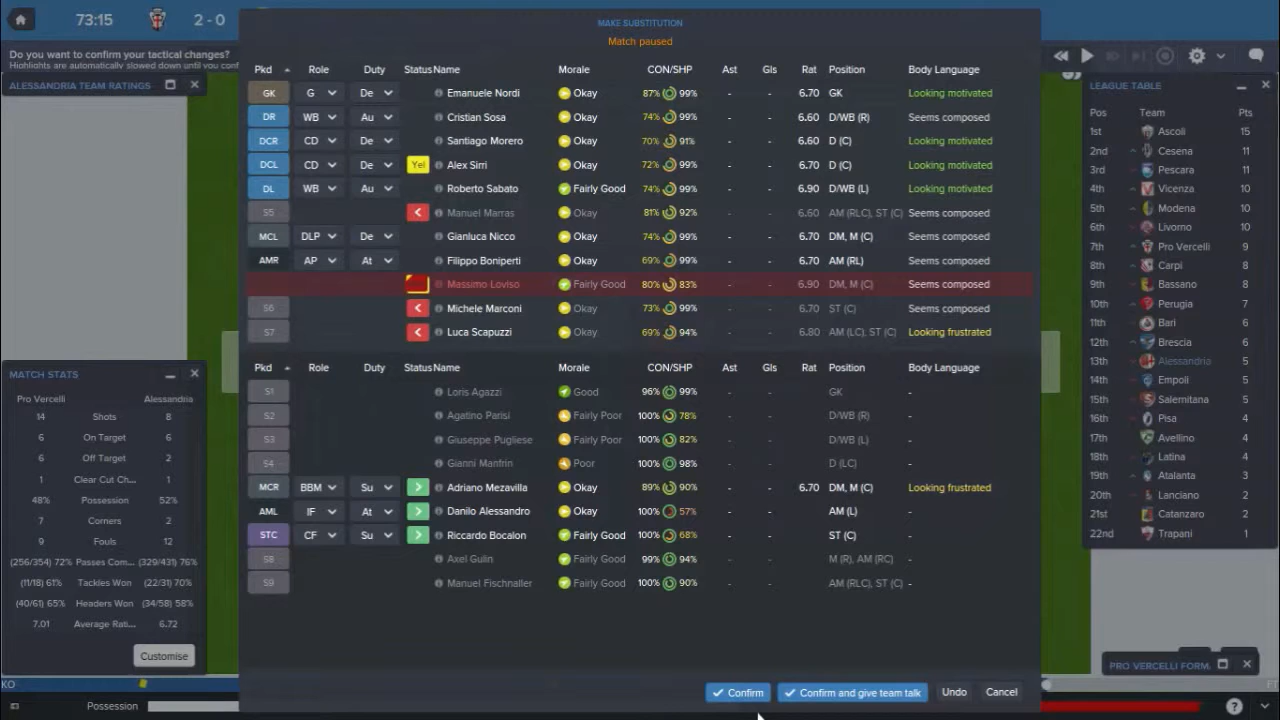 73:15 2 - 0
Do you want to confirm your tactical changes?
Highlights are automatically slowed down until you conf
ALESSANDRIA TEAM RATINGS
MAKE SUBSTITUTION
Match paused
Pkd Role Duty Status Name Morale CON/SHP Ast Gls Rat Position Body Language
GK G De Emanuele Nordi Okay 87% 99% - - 6.70 GK Looking motivated
DR WB Au Cristian Sosa Okay 74% 99% - - 6.60 D/WB (R) Seems composed
DCR CD De Santiago Morero Okay 70% 91% - - 6.60 D (C) Looking motivated
DCL CD De Yel Alex Sirri Okay 72% 99% - - 6.70 D (C) Looking motivated
DL WB Au Roberto Sabato Fairly Good 74% 99% - - 6.90 D/WB (L) Looking motivated
S5 Manuel Marras Okay 81% 92% - - 6.60 AM (RLC), ST (C) Seems composed
MCL DLP De Gianluca Nicco Okay 74% 99% - - 6.70 DM, M (C) Seems composed
AMR AP At Filippo Boniperti Okay 69% 99% - - 6.70 AM (RL) Seems composed
Massimo Loviso Fairly Good 80% 83% - - 6.90 DM, M (C) Seems composed
S6 Michele Marconi Okay 73% 99% - - 6.70 ST (C) Seems composed
S7 Luca Scapuzzi Okay 69% 94% - - 6.80 AM (LC), ST (C) Looking frustrated
Pkd Role Duty Status Name Morale CON/SHP Ast Gls Rat Position Body Language
S1 Loris Agazzi Good 96% 99% - - GK -
S2 Agatino Parisi Fairly Poor 100% 78% - - D/WB (R) -
S3 Giuseppe Pugliese Fairly Poor 100% 82% - - D/WB (L) -
S4 Gianni Manfrin Poor 100% 98% - - D (LC) -
MCR BBM Su Adriano Mezavilla Okay 89% 90% - - 6.70 DM, M (C) Looking frustrated
AML IF At Danilo Alessandro Okay 100% 57% - - AM (L) -
STC CF Su Riccardo Bocalon Fairly Good 100% 68% - - ST (C) -
S8 Axel Gulin Fairly Good 99% 94% - - M (R), AM (RC) -
S9 Manuel Fischnaller Fairly Good 100% 90% - - AM (RLC), ST (C) -
Confirm Confirm and give team talk Undo Cancel
MATCH STATS
Pro Vercelli Alessandria
14 Shots 8
6 On Target 6
6 Off Target 2
1 Clear Cut Ch... 1
48% Possession 52%
7 Corners 2
9 Fouls 12
(256/354) 72% Passes Com... (329/431) 76%
(11/18) 61% Tackles Won (22/31) 70%
(40/61) 65% Headers Won (34/58) 58%
7.01 Average Rati... 6.72
Customise
KO
Possession
LEAGUE TABLE
Pos Team Pts
1st Ascoli 15
2nd Cesena 11
3rd Pescara 11
4th Vicenza 10
5th Modena 10
6th Livorno 10
7th Pro Vercelli 9
8th Carpi 8
9th Bassano 8
10th Perugia 7
11th Bari 6
12th Brescia 6
13th Alessandria 5
14th Empoli 5
15th Salernitana 5
16th Pisa 4
17th Avellino 4
18th Latina 4
19th Atalanta 3
20th Lanciano 2
21st Catanzaro 2
22nd Trapani 1
PRO VERCELLI FORM